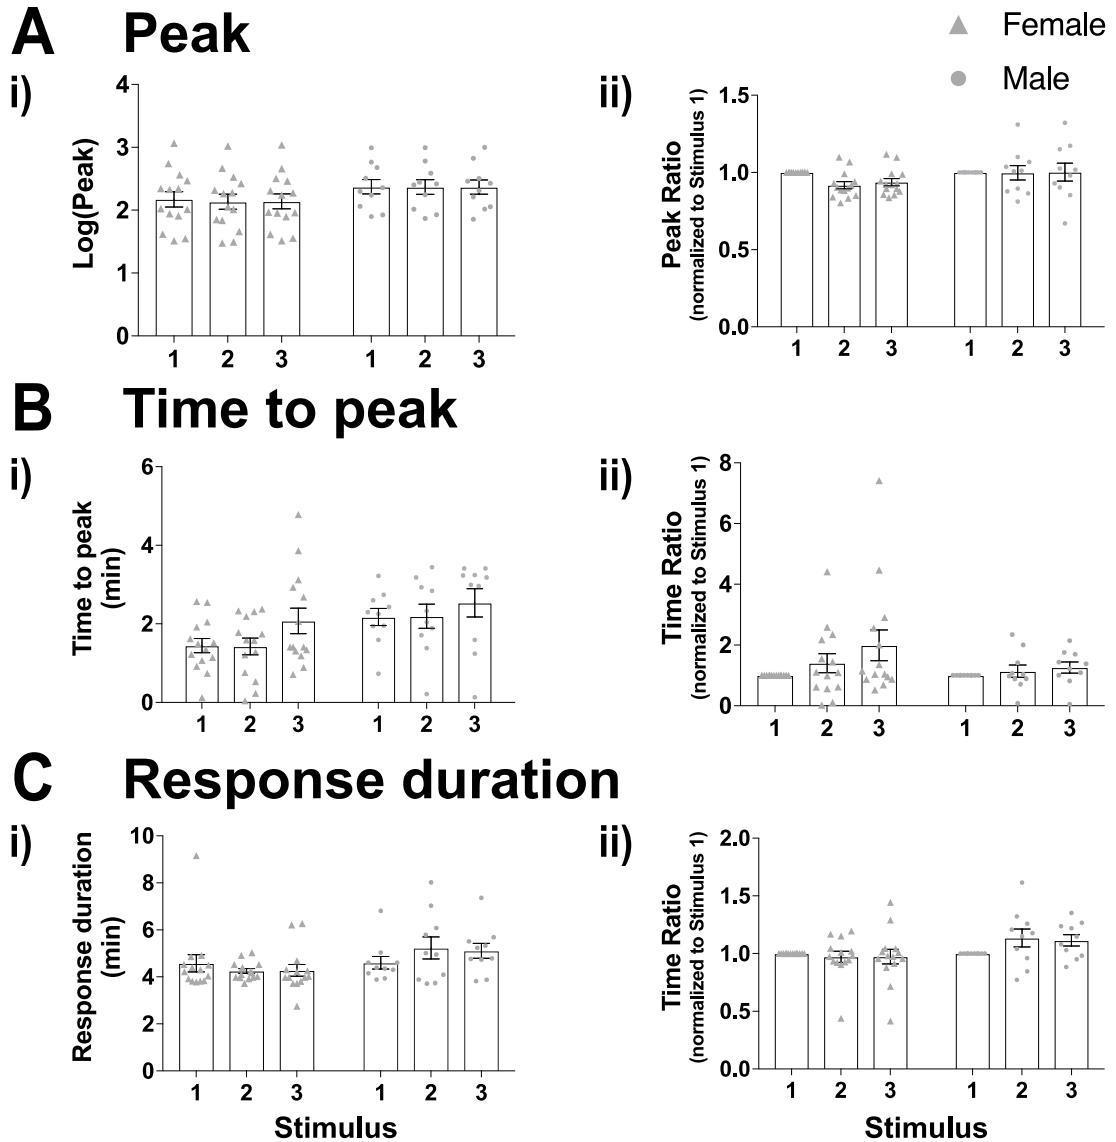 A Peak
Female
Male
i)
Log(Peak)
4
3
2
1
0
1 2 3 1 2 3
ii)
Peak Ratio
(normalized to Stimulus 1)
1.5
1.0
0.5
0.0
1 2 3 1 2 3
B Time to peak
i)
Time to peak
(min)
6
4
2
0
1 2 3 1 2 3
ii)
Time Ratio
(normalized to Stimulus 1)
8
6
4
2
0
1 2 3 1 2 3
C Response duration
i)
Response duration
(min)
10
8
6
4
2
0
1 2 3 1 2 3
Stimulus
ii)
Time Ratio
(normalized to Stimulus 1)
2.0
1.5
1.0
0.5
0.0
1 2 3 1 2 3
Stimulus